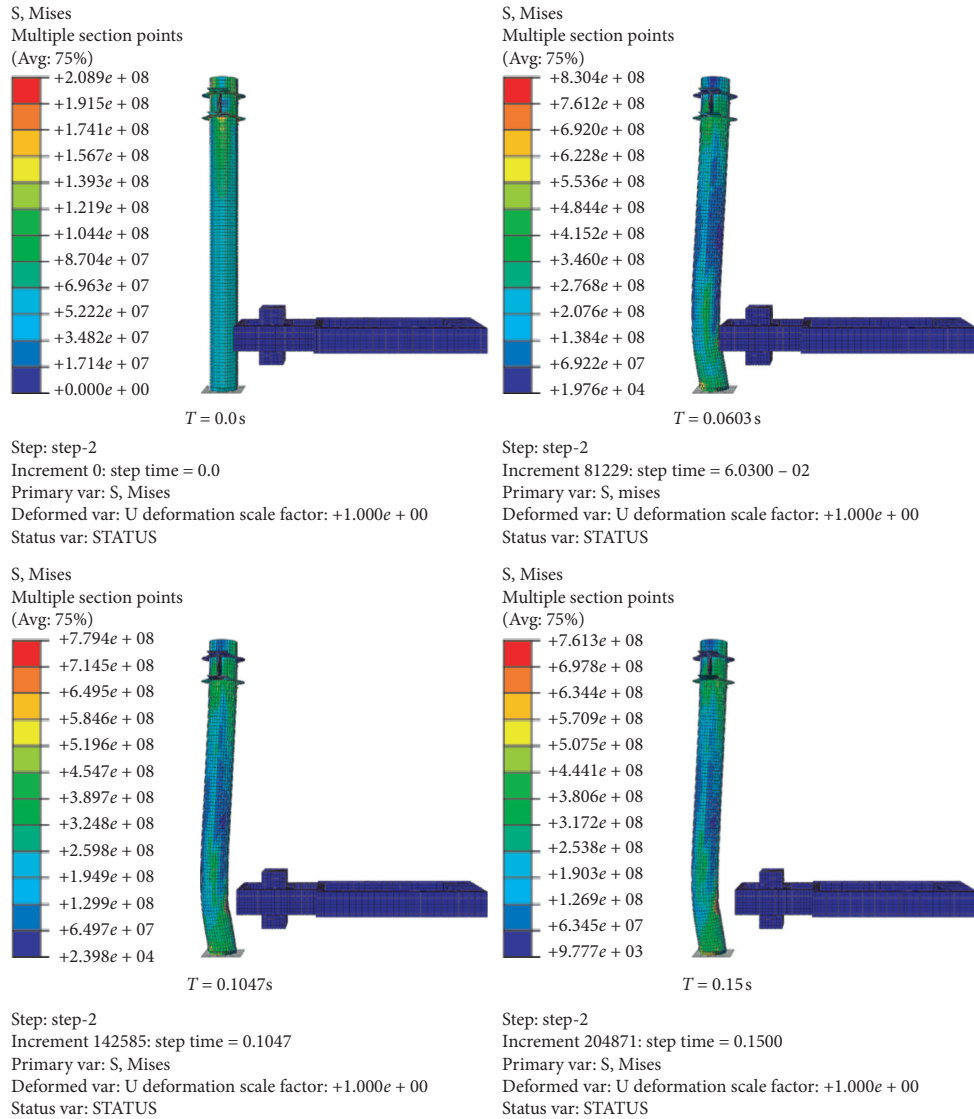 S, Mises
Multiple section points
(Avg: 75%)
+2.089e + 08
+1.915e + 08
+1.741e + 08
+1.567e + 08
+1.393e + 08
+1.219e + 08
+1.044e + 08
+8.704e + 07
+6.963e + 07
+5.222e + 07
+3.482e + 07
+1.714e + 07
+0.000e + 00
T = 0.0 s
Step: step-2
Increment 0: step time = 0.0
Primary var: S, Mises
Deformed var: U deformation scale factor: +1.000e + 00
Status var: STATUS
S, Mises
Multiple section points
(Avg: 75%)
+8.304e + 08
+7.612e + 08
+6.920e + 08
+6.228e + 08
+5.536e + 08
+4.844e + 08
+4.152e + 08
+3.460e + 08
+2.768e + 08
+2.076e + 08
+1.384e + 08
+6.922e + 07
+1.976e + 04
T = 0.0603 s
Step: step-2
Increment 81229: step time = 6.0300 – 02
Primary var: S, mises
Deformed var: U deformation scale factor: +1.000e + 00
Status var: STATUS
S, Mises
Multiple section points
(Avg: 75%)
+7.794e + 08
+7.145e + 08
+6.495e + 08
+5.846e + 08
+5.196e + 08
+4.547e + 08
+3.897e + 08
+3.248e + 08
+2.598e + 08
+1.949e + 08
+1.299e + 08
+6.497e + 07
+2.398e + 04
T = 0.1047s
Step: step-2
Increment 142585: step time = 0.1047
Primary var: S, Mises
Deformed var: U deformation scale factor: +1.000e + 00
Status var: STATUS
S, Mises
Multiple section points
(Avg: 75%)
+7.613e + 08
+6.978e + 08
+6.344e + 08
+5.709e + 08
+5.075e + 08
+4.441e + 08
+3.806e + 08
+3.172e + 08
+2.538e + 08
+1.903e + 08
+1.269e + 08
+6.345e + 07
+9.777e + 03
T = 0.15 s
Step: step-2
Increment 204871: step time = 0.1500
Primary var: S, Mises
Deformed var: U deformation scale factor: +1.000e + 00
Status var: STATUS